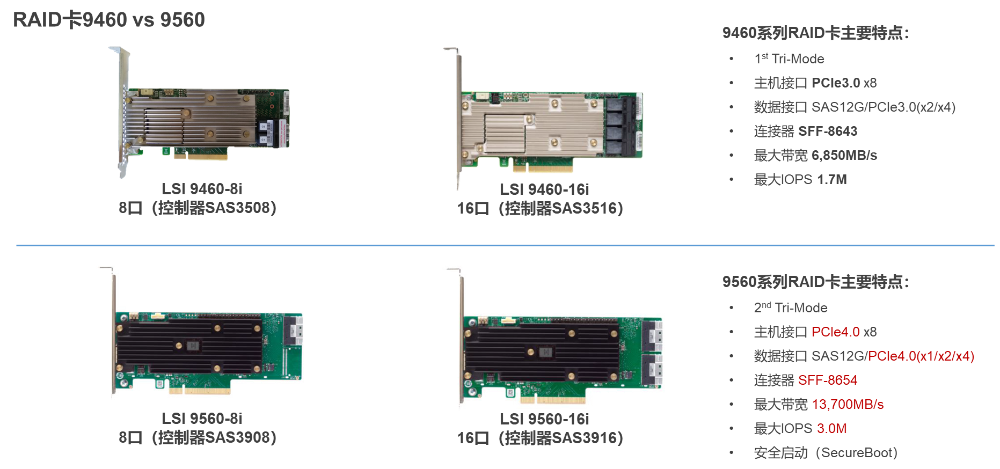 RAID卡9460 vs 9560
LSI 9460-8i
8口（控制器SAS3508）
LSI 9460-16i
16口（控制器SAS3516）
9460系列RAID卡主要特点：
• 1st Tri-Mode
• 主机接口 PCIe3.0 x8
• 数据接口 SAS12G/PCIe3.0(x2/x4)
• 连接器 SFF-8643
• 最大带宽 6,850MB/s
• 最大IOPS 1.7M
LSI 9560-8i
8口（控制器SAS3908）
LSI 9560-16i
16口（控制器SAS3916）
9560系列RAID卡主要特点：
• 2nd Tri-Mode
• 主机接口 PCIe4.0 x8
• 数据接口 SAS12G/PCIe4.0(x1/x2/x4)
• 连接器 SFF-8654
• 最大带宽 13,700MB/s
• 最大IOPS 3.0M
• 安全启动（SecureBoot）